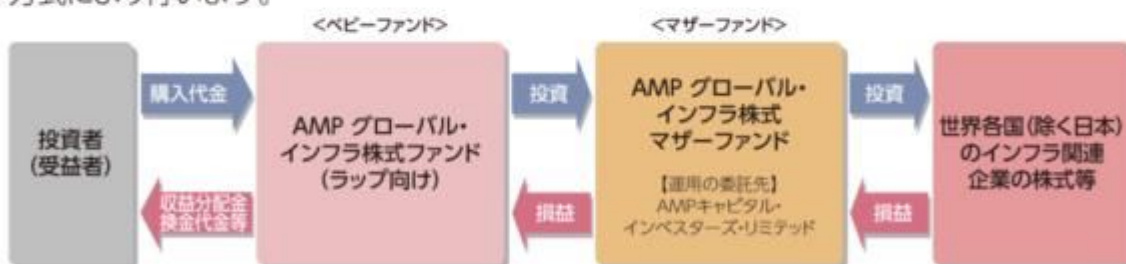 <ベビーファンド>
<マザーファンド>
投資者
(受益者)
購入代金
収益分配金
換金代金等
AMP グローバル・
インフラ株式ファンド
(ラップ向け)
投資
損益
AMP グローバル・
インフラ株式
マザーファンド
【運用の委託先】
AMPキャピタル・
インベスターズ・リミテッド
投資
損益
世界各国(除く日本)
のインフラ関連
企業の株式等